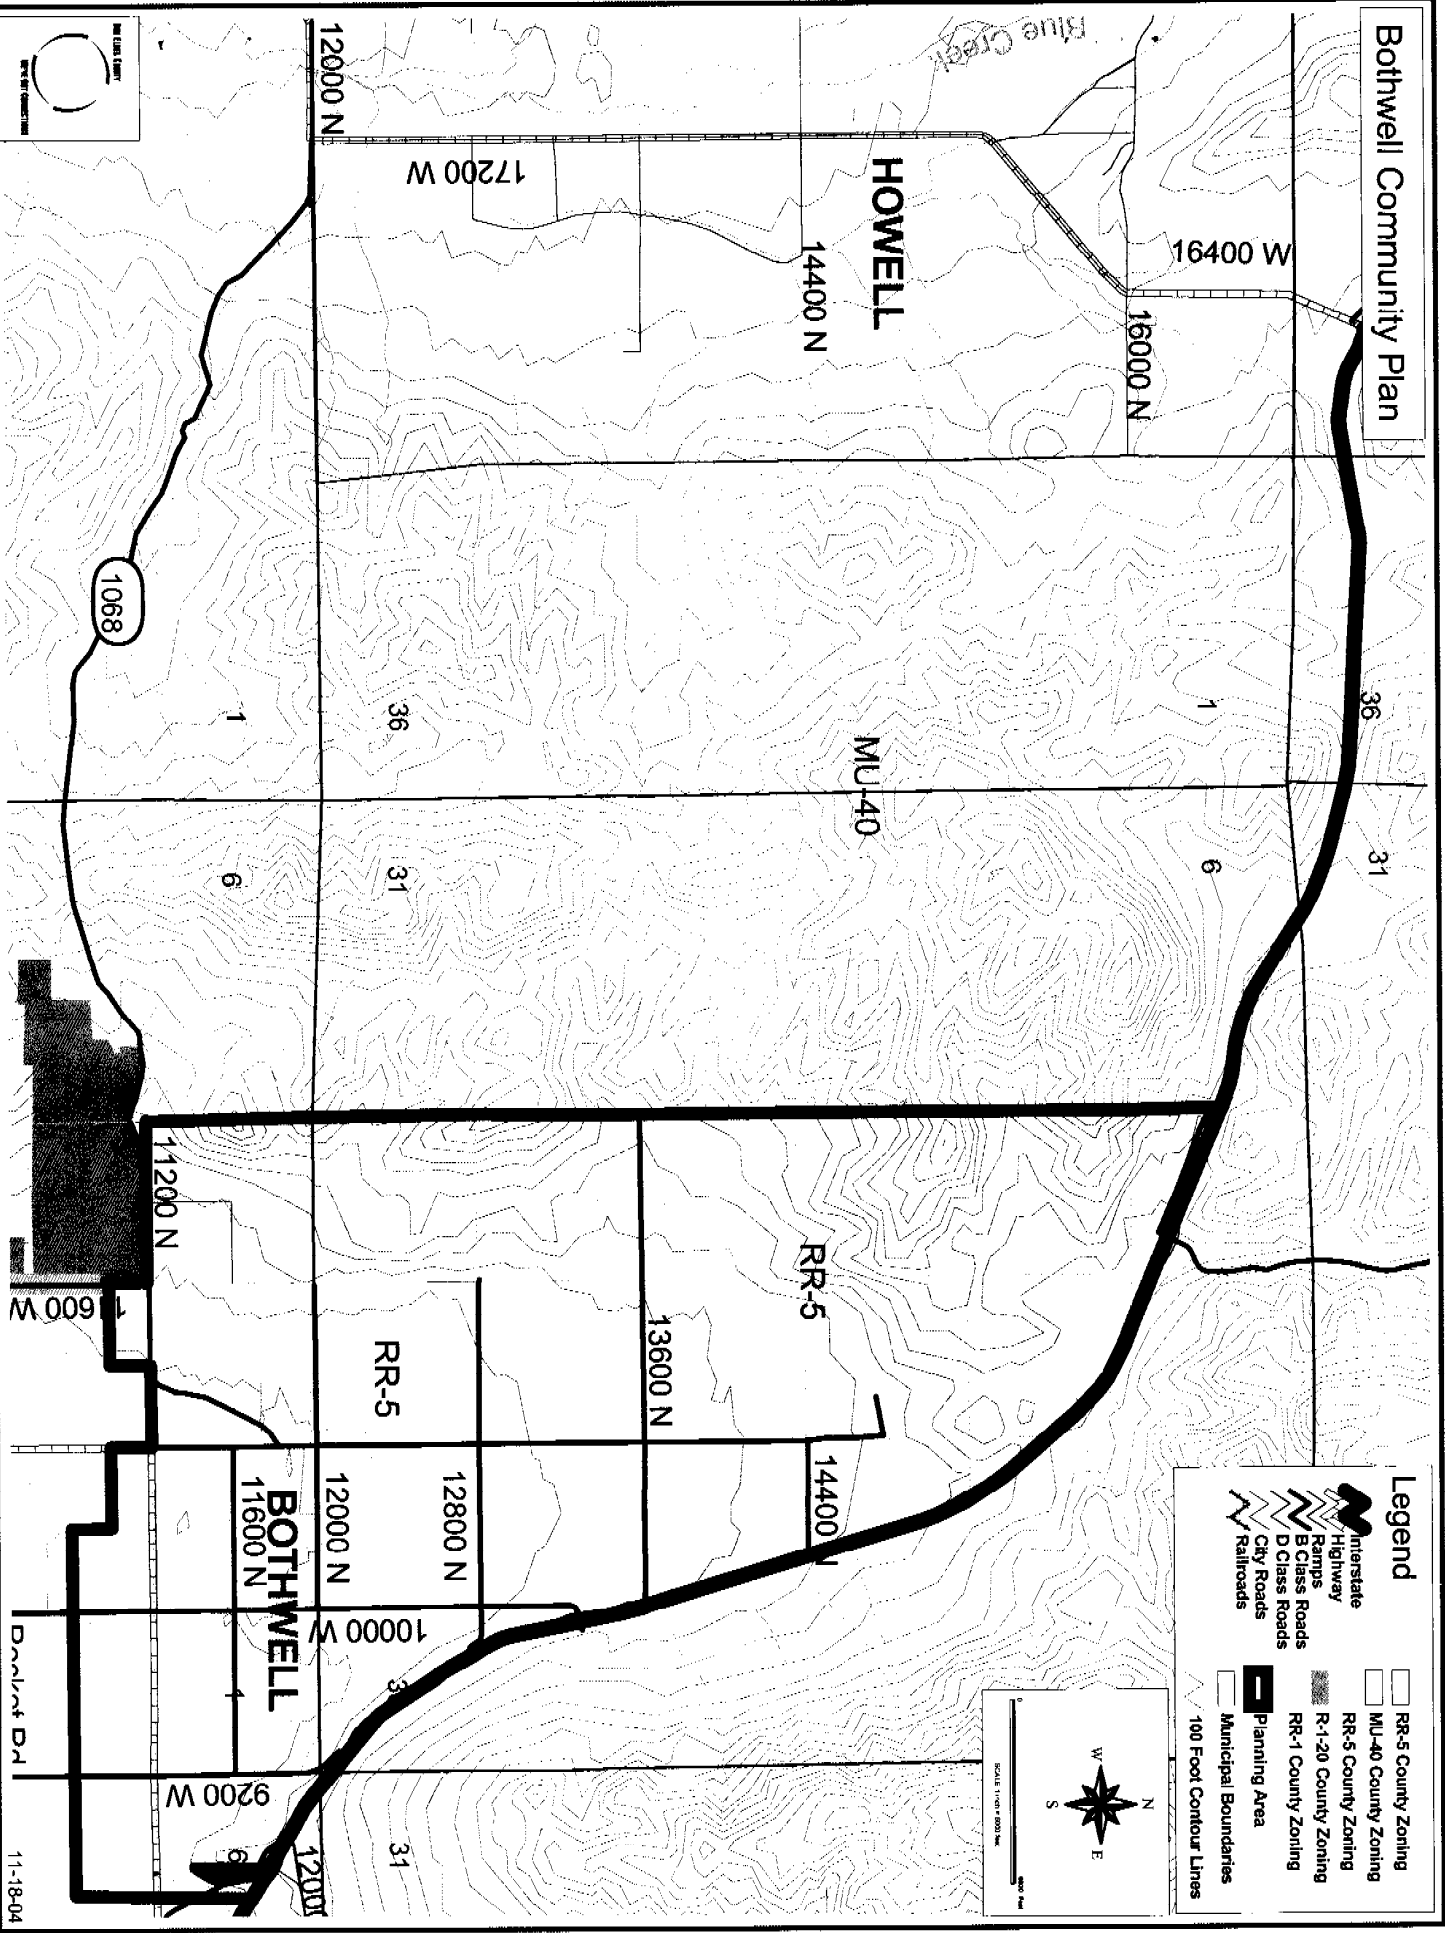 Bothwell Community Plan
Blue Creek
16400 W
16000 N
HOWELL
14400 N
17200 W
12000 N
1068
36
31
1
6
MU-40
36
31
1
6
RR-5
13600 N
RR-5
14400 N
12800 N
12000 N
11600 N
11200 N
BOTHWELL
10000 W
9200 W
3
1
6
31
11-18-04
Legend
Interstate
Highway
Ramps
B Class Roads
D Class Roads
City Roads
Railroads
RR-5 County Zoning
MU-40 County Zoning
RR-5 County Zoning
R-1-20 County Zoning
RR-1 County Zoning
Planning Area
Municipal Boundaries
100 Foot Contour Lines
N
W
E
S
0